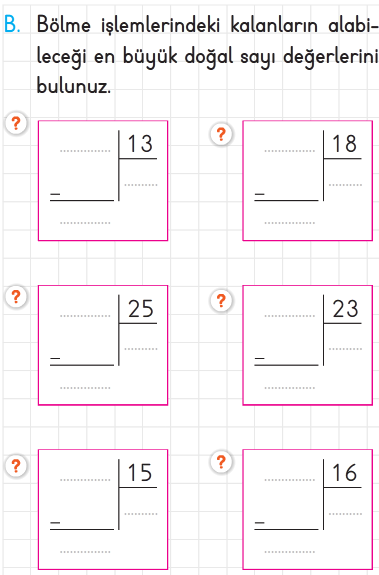 B. Bölme işlemlerindeki kalanların alabi-
leceği en büyük doğal sayı değerlerini
bulunuz.
? ?
13 18
? ?
25 23
? ?
15 16